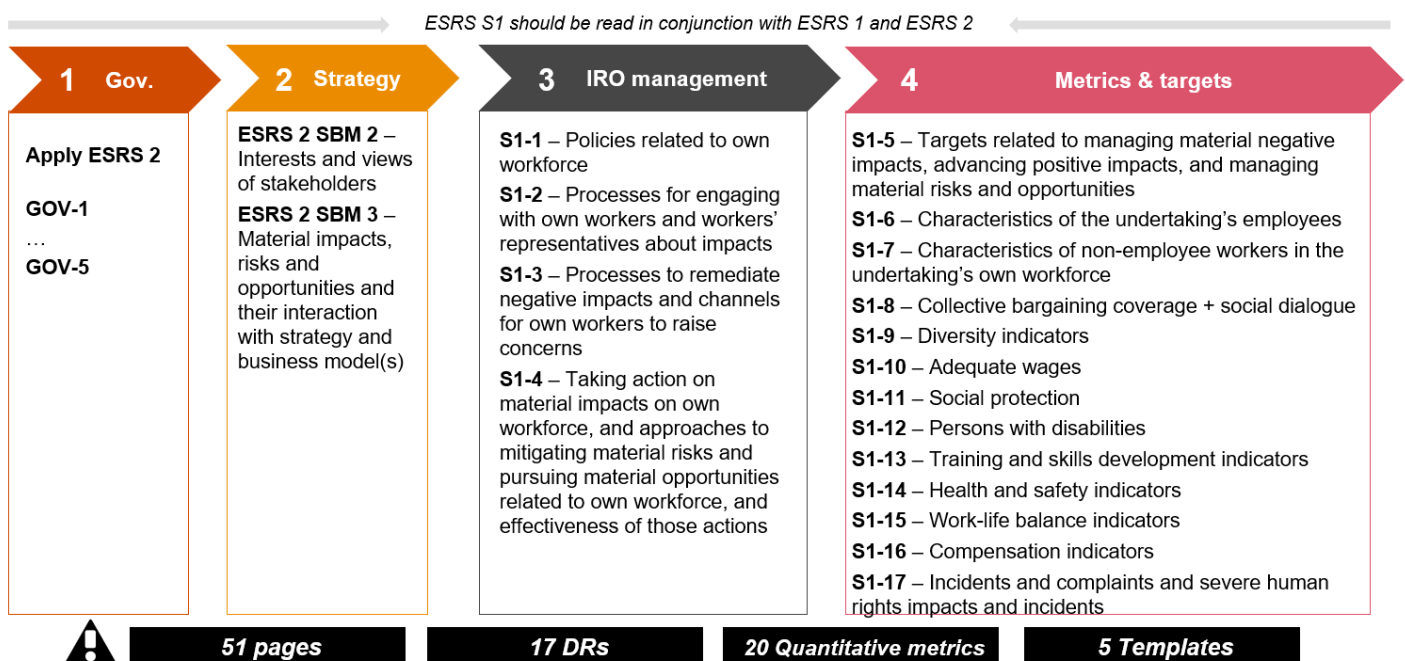 ESRS S1 should be read in conjunction with ESRS 1 and ESRS 2
1 Gov.
Apply ESRS 2
GOV-1
…
GOV-5
2 Strategy
ESRS 2 SBM 2 –
Interests and views
of stakeholders
ESRS 2 SBM 3 –
Material impacts,
risks and
opportunities and
their interaction
with strategy and
business model(s)
3 IRO management
S1-1 – Policies related to own
workforce
S1-2 – Processes for engaging
with own workers and workers’
representatives about impacts
S1-3 – Processes to remediate
negative impacts and channels
for own workers to raise
concerns
S1-4 – Taking action on
material impacts on own
workforce, and approaches to
mitigating material risks and
pursuing material opportunities
related to own workforce, and
effectiveness of those actions
4 Metrics & targets
S1-5 – Targets related to managing material negative
impacts, advancing positive impacts, and managing
material risks and opportunities
S1-6 – Characteristics of the undertaking’s employees
S1-7 – Characteristics of non-employee workers in the
undertaking’s own workforce
S1-8 – Collective bargaining coverage + social dialogue
S1-9 – Diversity indicators
S1-10 – Adequate wages
S1-11 – Social protection
S1-12 – Persons with disabilities
S1-13 – Training and skills development indicators
S1-14 – Health and safety indicators
S1-15 – Work-life balance indicators
S1-16 – Compensation indicators
S1-17 – Incidents and complaints and severe human
rights impacts and incidents
51 pages
17 DRs
20 Quantitative metrics
5 Templates